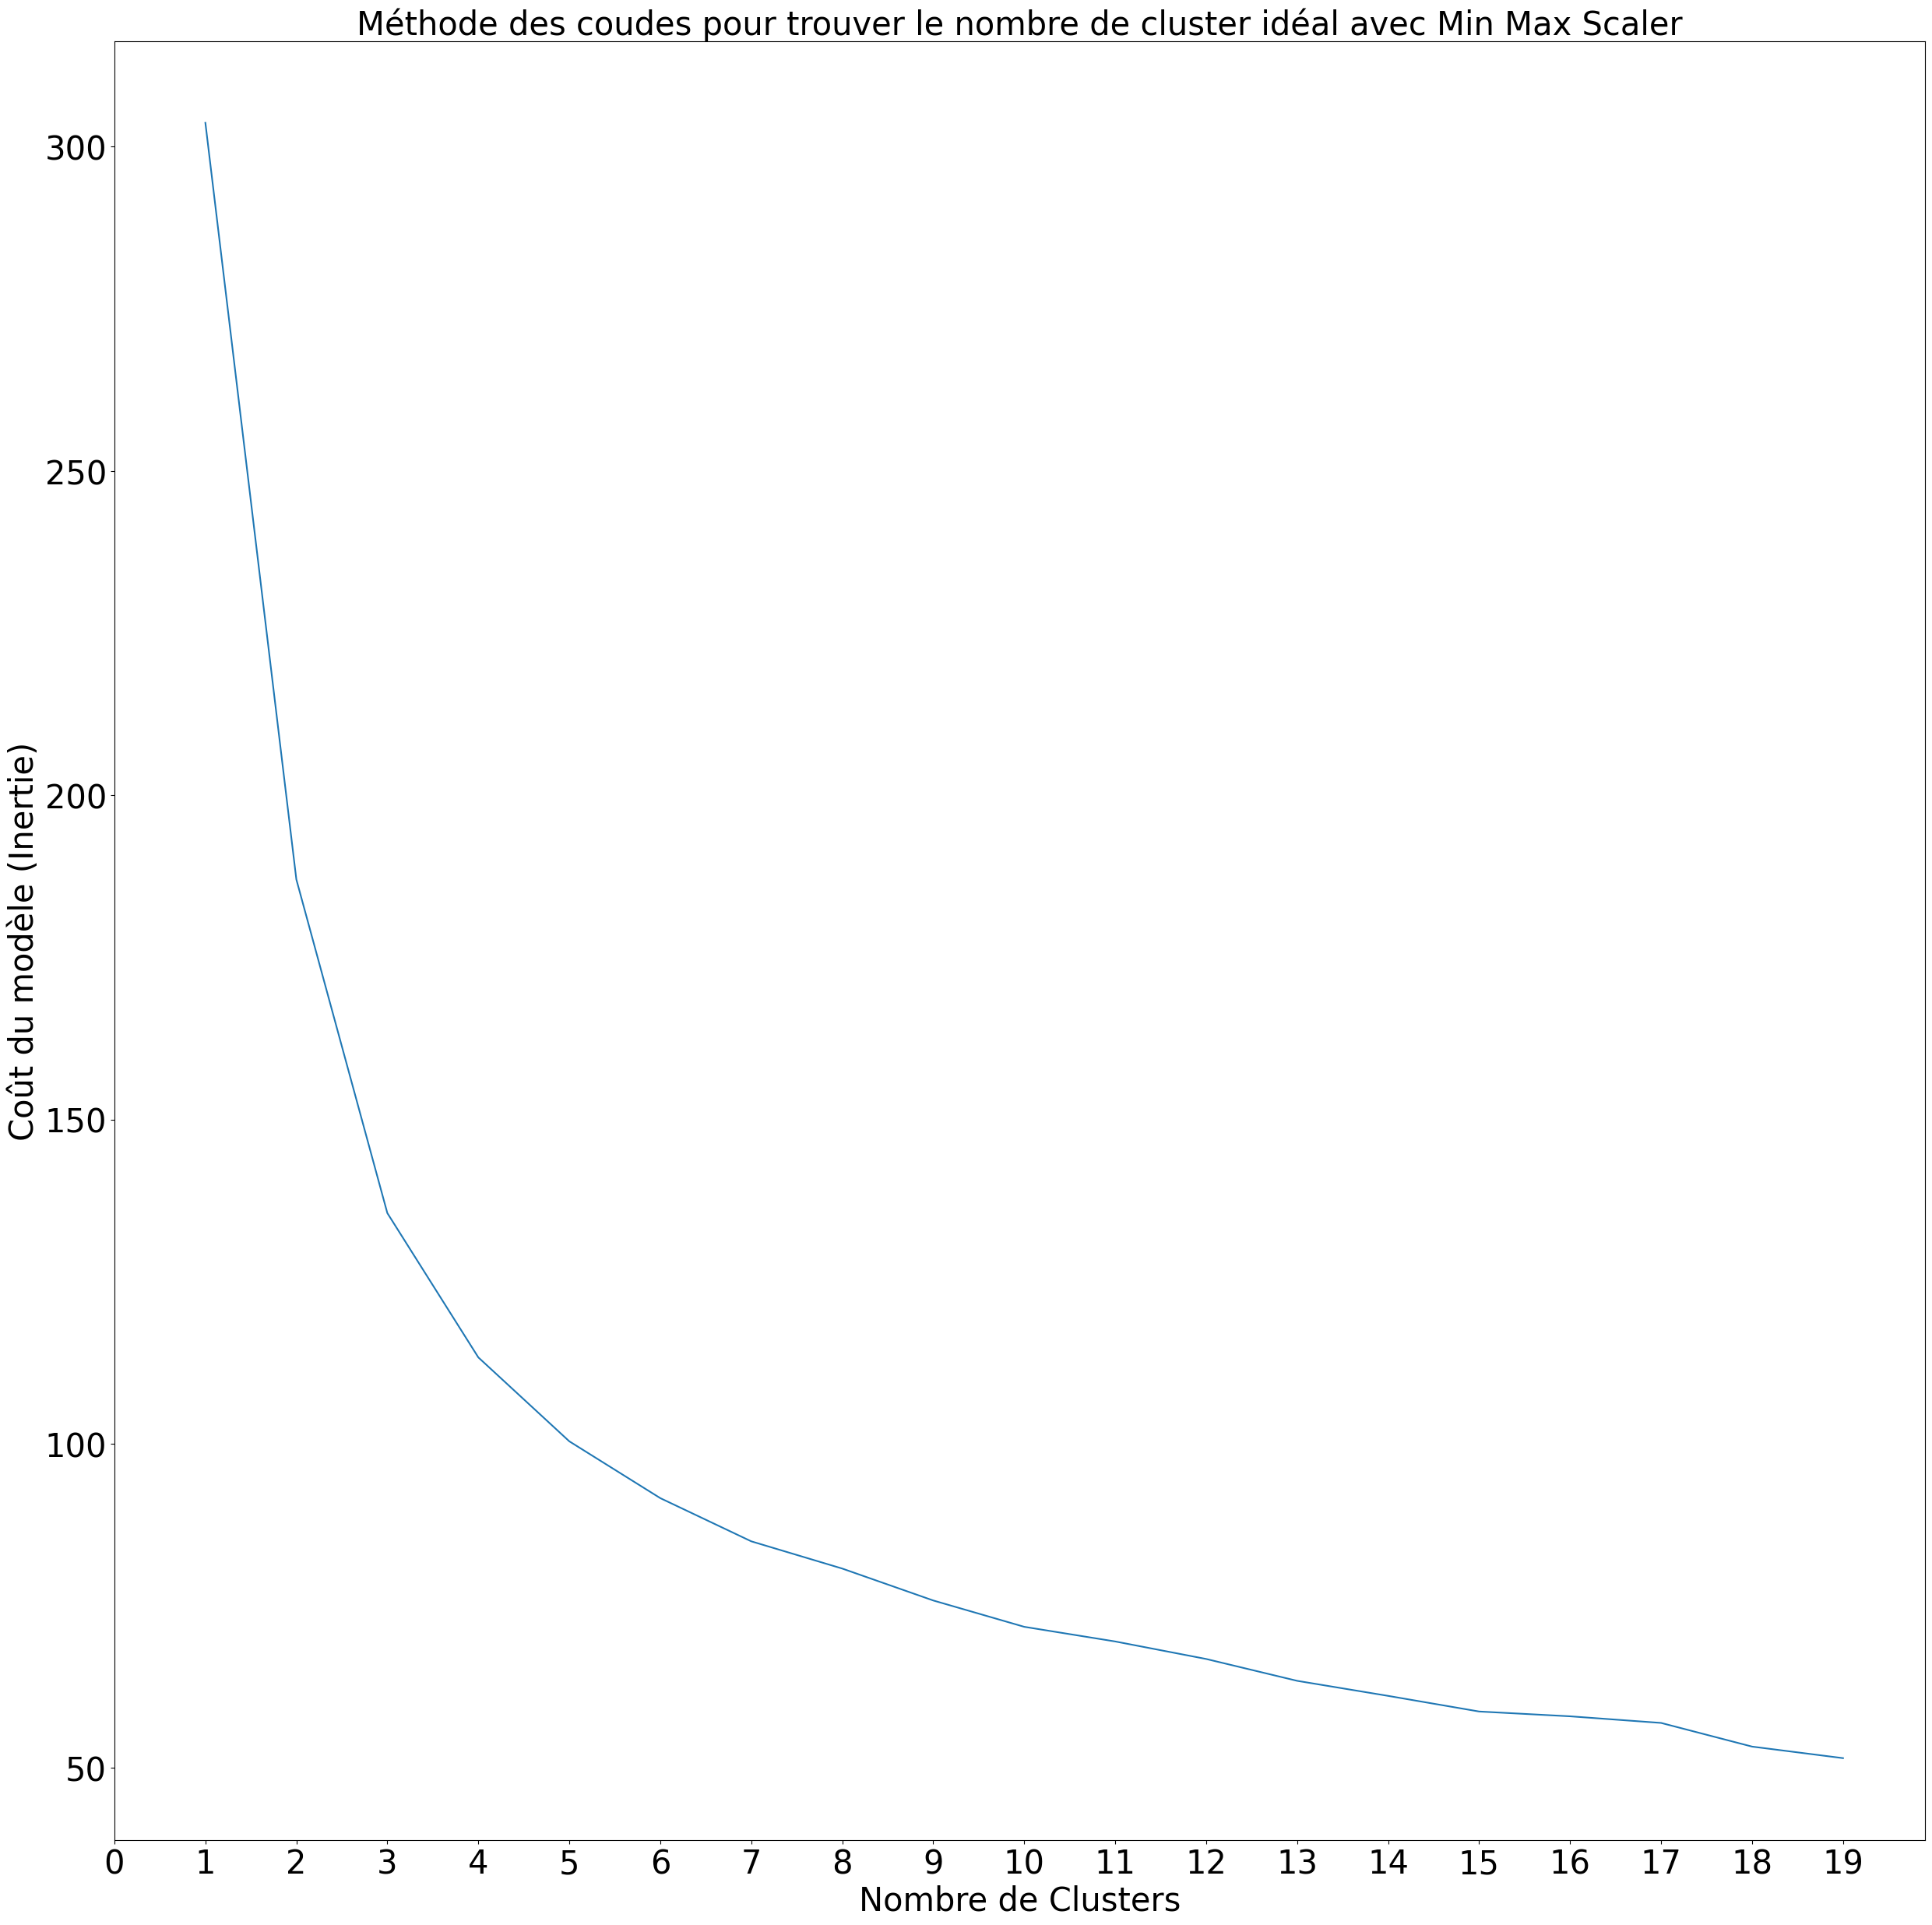 Méthode des coudes pour trouver le nombre de cluster idéal avec Min Max Scaler
Coût du modèle (Inertie)
300
250
200
150
100
50
0 1 2 3 4 5 6 7 8 9 10 11 12 13 14 15 16 17 18 19
Nombre de Clusters